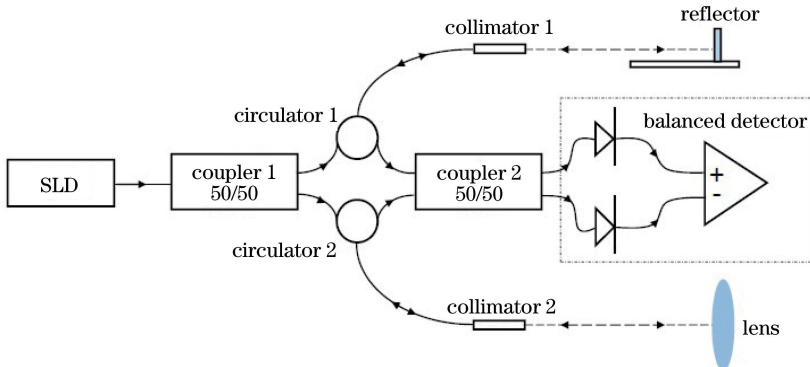 reflector
collimator 1
circulator 1
balanced detector
SLD
coupler 1
50/50
coupler 2
50/50
+
-
circulator 2
collimator 2
lens